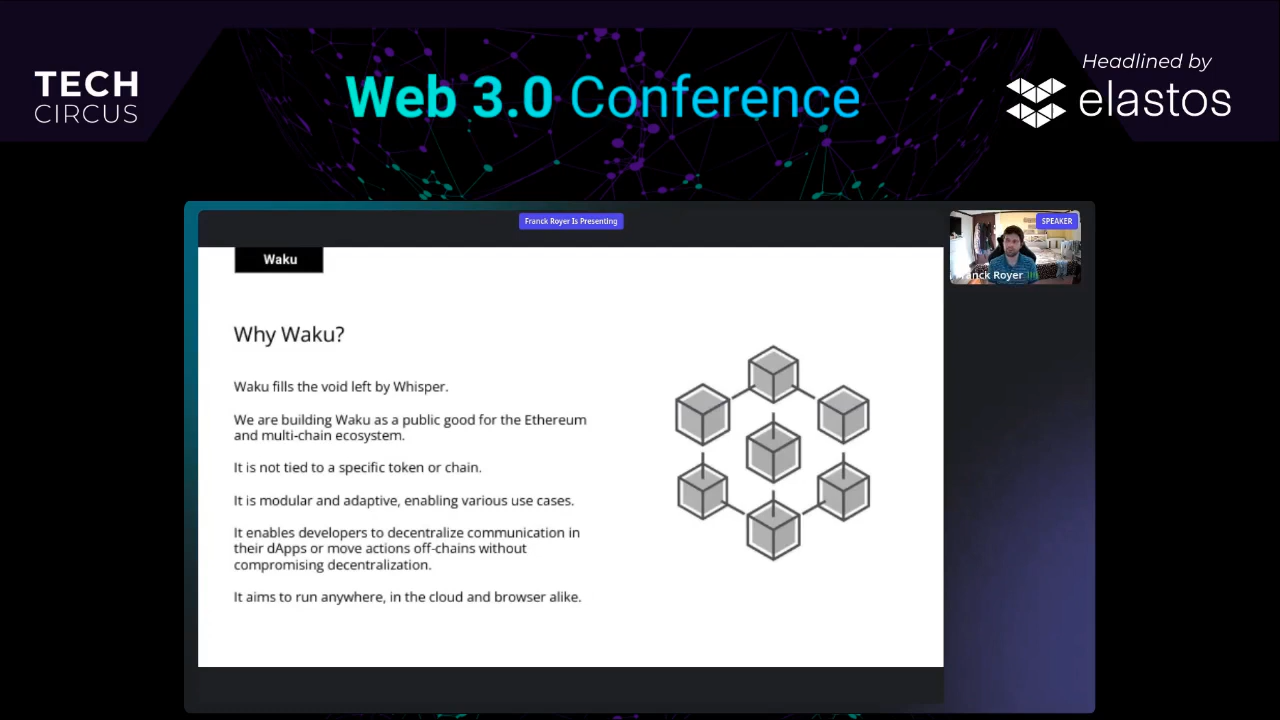 TECH
CIRCUS
Web 3.0 Conference
Headlined by
elastos
Franck Royer Is Presenting
SPEAKER
Royer
Waku
Why Waku?
Waku fills the void left by Whisper.
We are building Waku as a public good for the Ethereum
and multi-chain ecosystem.
It is not tied to a specific token or chain.
It is modular and adaptive, enabling various use cases.
It enables developers to decentralize communication in
their dApps or move actions off-chains without
compromising decentralization.
It aims to run anywhere, in the cloud and browser alike.